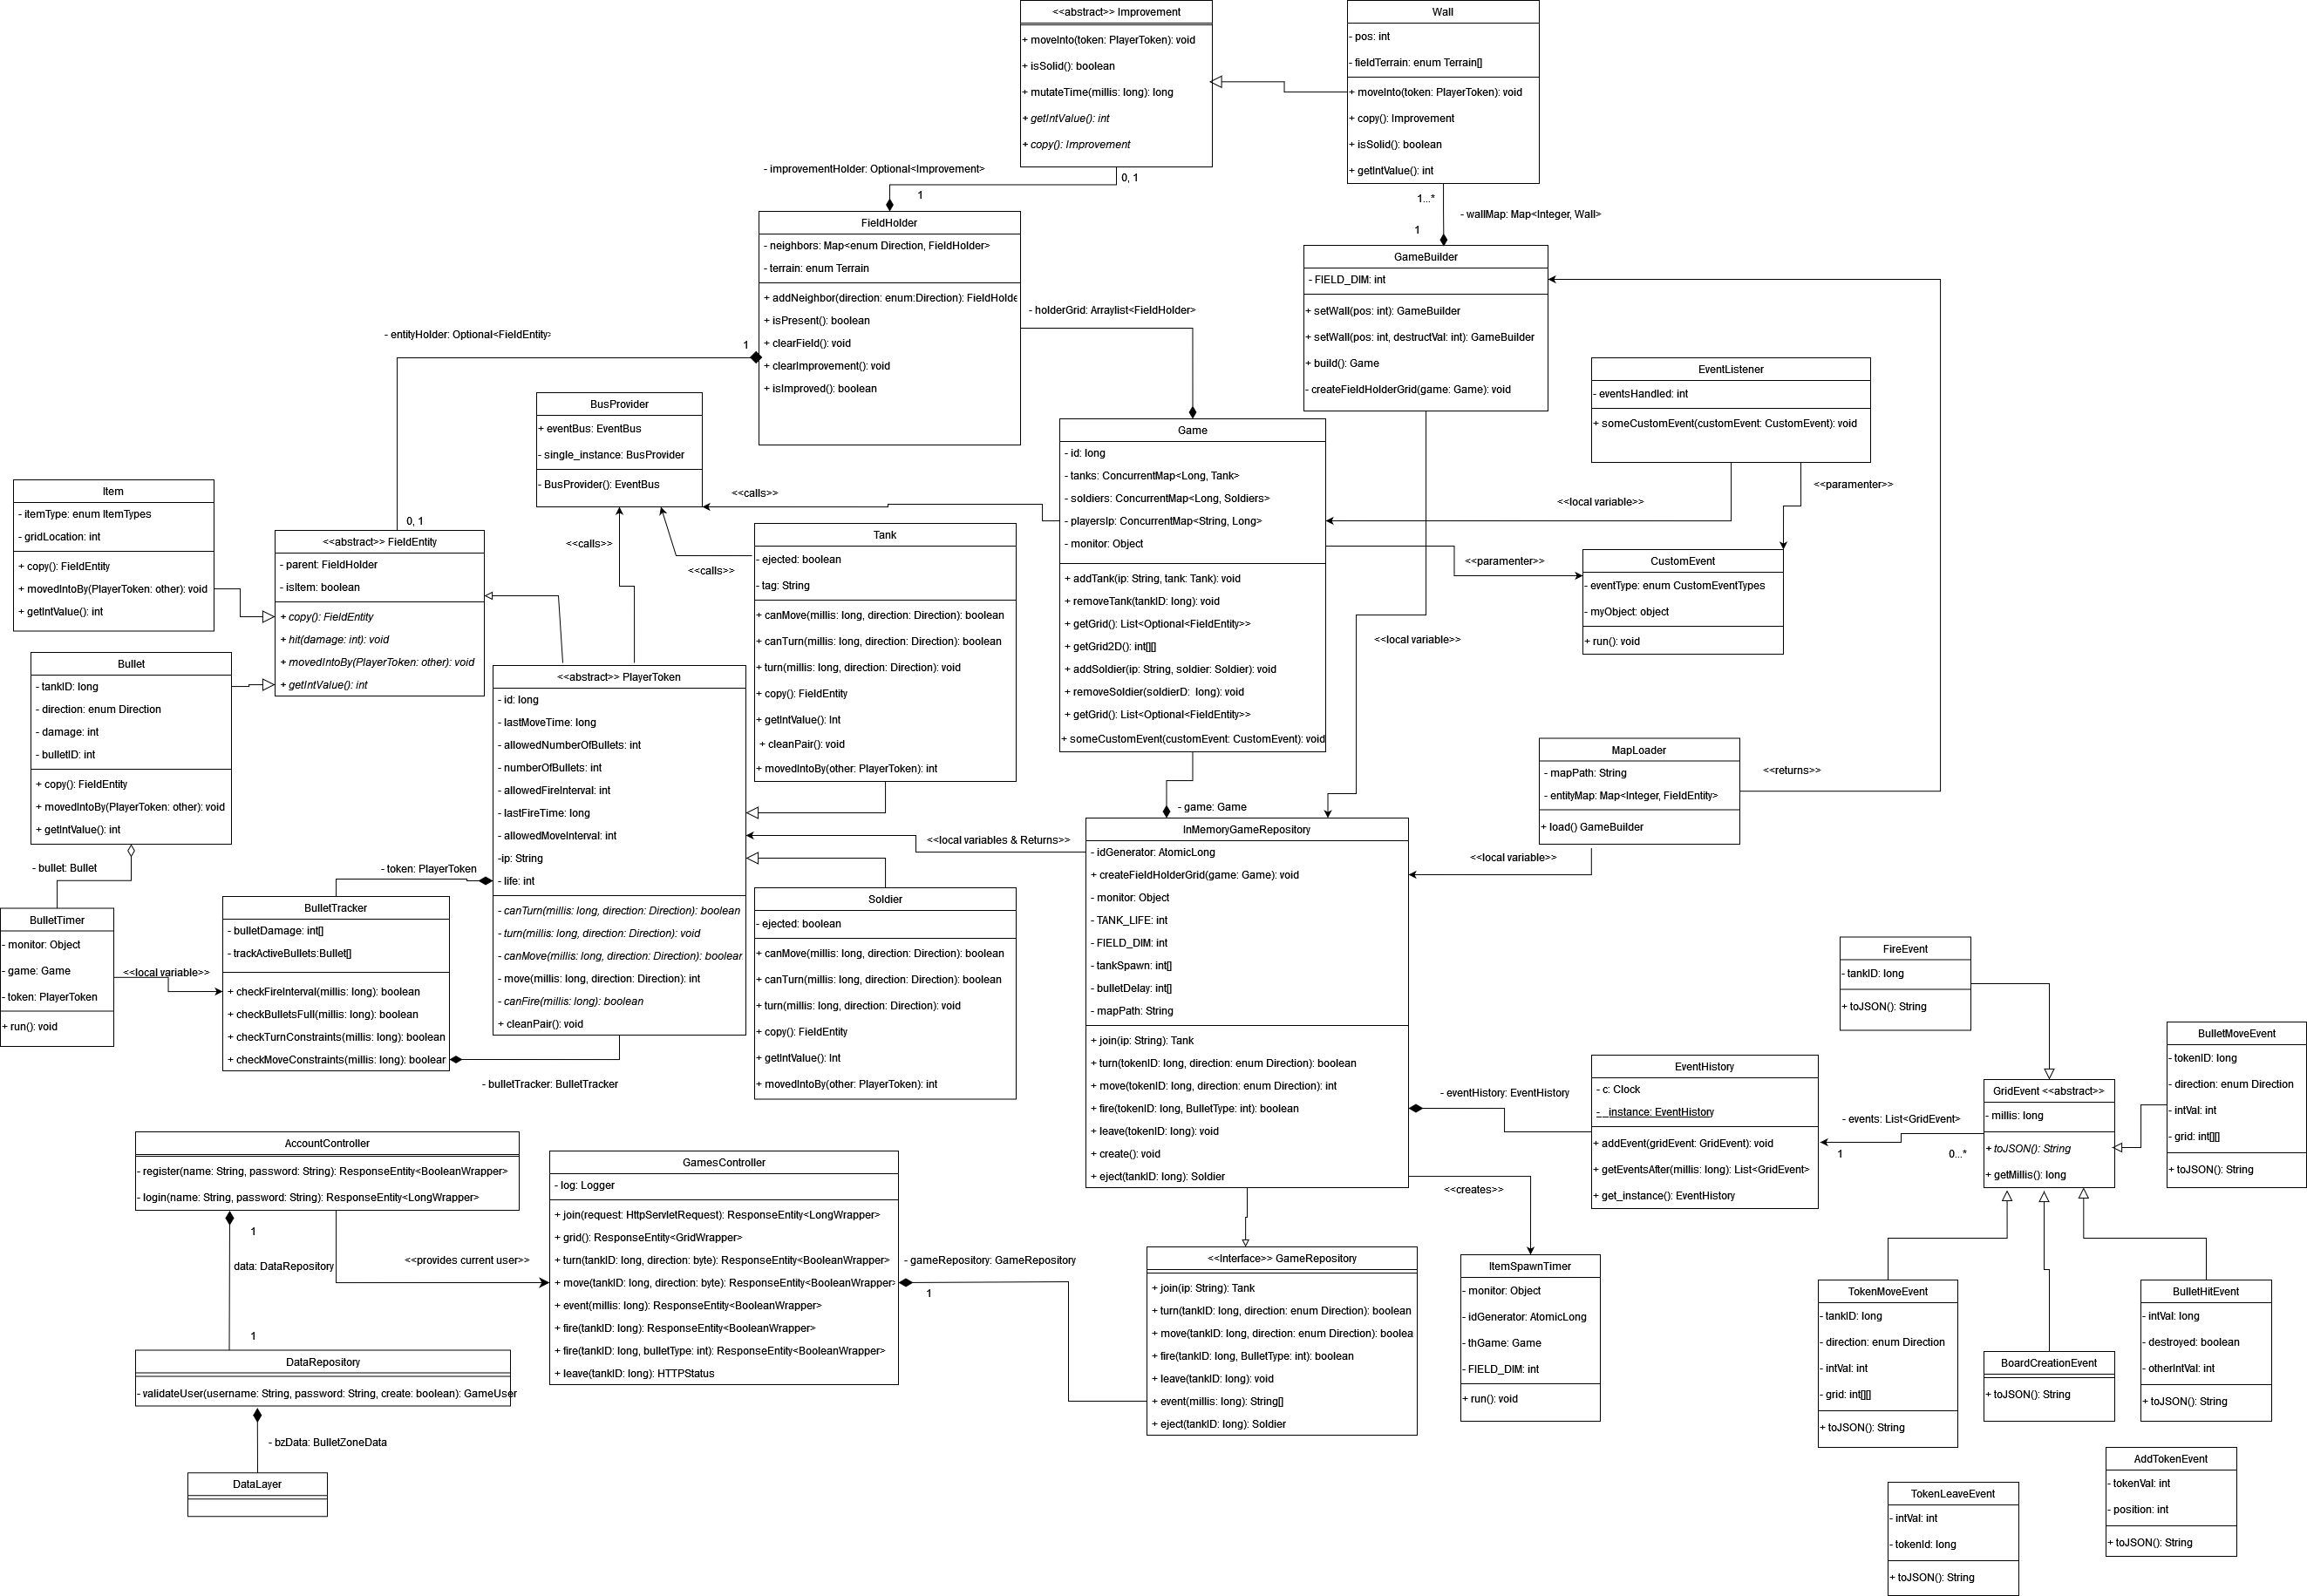 <<abstract>> Improvement
+ moveInto(token: PlayerToken): void
+ isSolid(): boolean
+ mutateTime(millis: long): long
+ getIntValue(): int
+ copy(): Improvement
Wall
- pos: int
- fieldTerrain: enum Terrain[]
+ moveInto(token: PlayerToken): void
+ copy(): Improvement
+ isSolid(): boolean
+ getIntValue(): int
- improvementHolder: Optional<Improvement>
0, 1
1
1...*
- wallMap: Map<Integer, Wall>
1
FieldHolder
- neighbors: Map<enum Direction, FieldHolder>
- terrain: enum Terrain
+ addNeighbor(direction: enum:Direction): FieldHolde
+ isPresent(): boolean
+ clearField(): void
+ clearImprovement(): void
+ isImproved(): boolean
GameBuilder
- FIELD_DIM: int
+ setWall(pos: int): GameBuilder
+ setWall(pos: int, destructVal: int): GameBuilder
+ build(): Game
- createFieldHolderGrid(game: Game): void
- holderGrid: Arraylist<FieldHolder>
- entityHolder: Optional<FieldEntity>
1
0, 1
EventListener
- eventsHandled: int
+ someCustomEvent(customEvent: CustomEvent): void
BusProvider
+ eventBus: EventBus
- single_instance: BusProvider
- BusProvider(): EventBus
<<calls>>
<<calls>>
<<calls>>
Game
- id: long
- tanks: ConcurrentMap<Long, Tank>
- soldiers: ConcurrentMap<Long, Soldiers>
- playersIp: ConcurrentMap<String, Long>
- monitor: Object
+ addTank(ip: String, tank: Tank): void
+ removeTank(tankID: long): void
+ getGrid(): List<Optional<FieldEntity>>
+ getGrid2D(): int[][]
+ addSoldier(ip: String, soldier: Soldier): void
+ removeSoldier(soldierD:  long): void
+ getGrid(): List<Optional<FieldEntity>>
+ someCustomEvent(customEvent: CustomEvent): void
<<local variable>>
<<paramenter>>
<<paramenter>>
<<local variable>>
CustomEvent
- eventType: enum CustomEventTypes
- myObject: object
+ run(): void
Item
- itemType: enum ItemTypes
- gridLocation: int
+ copy(): FieldEntity
+ movedIntoBy(PlayerToken: other): void
+ getIntValue(): int
<<abstract>> FieldEntity
- parent: FieldHolder
- isItem: boolean
+ copy(): FieldEntity
+ hit(damage: int): void
+ movedIntoBy(PlayerToken: other): void
+ getIntValue(): int
Bullet
- tankID: long
- direction: enum Direction
- damage: int
- bulletID: int
+ copy(): FieldEntity
+ movedIntoBy(PlayerToken: other): void
+ getIntValue(): int
Tank
- ejected: boolean
- tag: String
+ canMove(millis: long, direction: Direction): boolean
+ canTurn(millis: long, direction: Direction): boolean
+ turn(millis: long, direction: Direction): void
+ copy(): FieldEntity
+ getIntValue(): Int
+ cleanPair(): void
+ movedIntoBy(other: PlayerToken): int
<<abstract>> PlayerToken
- id: long
- lastMoveTime: long
- allowedNumberOfBullets: int
- numberOfBullets: int
- allowedFireInterval: int
- lastFireTime: long
- allowedMoveInterval: int
-ip: String
- life: int
- canTurn(millis: long, direction: Direction): boolean
- turn(millis: long, direction: Direction): void
- canMove(millis: long, direction: Direction): boolear
- move(millis: long, direction: Direction): int
- canFire(millis: long): boolean
+ cleanPair(): void
Soldier
- ejected: boolean
+ canMove(millis: long, direction: Direction): boolean
+ canTurn(millis: long, direction: Direction): boolean
+ turn(millis: long, direction: Direction): void
+ copy(): FieldEntity
+ getIntValue(): Int
+ movedIntoBy(other: PlayerToken): int
MapLoader
- mapPath: String
- entityMap: Map<Integer, FieldEntity>
+ load() GameBuilder
<<returns>>
<<local variable>>
- game: Game
<<local variables & Returns>>
InMemoryGameRepository
- idGenerator: AtomicLong
+ createFieldHolderGrid(game: Game): void
- monitor: Object
- TANK_LIFE: int
- FIELD_DIM: int
- tankSpawn: int[]
- bulletDelay: int[]
- mapPath: String
+ join(ip: String): Tank
+ turn(tokenID: long, direction: enum Direction): boolean
+ move(tokenID: long, direction: enum Direction): int
+ fire(tokenID: long, BulletType: int): boolean
+ leave(tokenID: long): void
+ create(): void
+ eject(tankID: long): Soldier
- bullet: Bullet
- token: PlayerToken
BulletTimer
- monitor: Object
- game: Game
- token: PlayerToken
+ run(): void
<<local variable>>
BulletTracker
- bulletDamage: int[]
- trackActiveBullets:Bullet[]
+ checkFireInterval(millis: long): boolean
+ checkBulletsFull(millis: long): boolean
+ checkTurnConstraints(millis: long): boolean
+ checkMoveConstraints(millis: long): boolear
- bulletTracker: BulletTracker
FireEvent
- tankID: long
+ toJSON(): String
BulletMoveEvent
- tokenID: long
- direction: enum Direction
- intVal: int
- grid: int[][]
+ toJSON(): String
EventHistory
- c: Clock
- _instance: EventHistory
+ addEvent(gridEvent: GridEvent): void
+ getEventsAfter(millis: long): List<GridEvent>
+ get_instance(): EventHistory
- eventHistory: EventHistory
<<creates>>
- events: List<GridEvent>
1
0...*
GridEvent <<abstract>>
- millis: long
+ toJSON(): String
+ getMillis(): long
AccountController
- register(name: String, password: String): ResponseEntity<BooleanWrapper>
- login(name: String, password: String): ResponseEntity<LongWrapper>
1
data: DataRepository
1
<<provides current user>>
GamesController
- log: Logger
+ join(request: HttpServletRequest): ResponseEntity<LongWrapper>
+ grid(): ResponseEntity<GridWrapper>
+ turn(tankID: long, direction: byte): ResponseEntity<BooleanWrapper>
+ move(tankID: long, direction: byte): ResponseEntity<BooleanWrapper>
+ event(millis: long): ResponseEntity<BooleanWrapper>
+ fire(tankID: long): ResponseEntity<BooleanWrapper>
+ fire(tankID: long, bulletType: int): ResponseEntity<BooleanWrapper>
+ leave(tankID: long): HTTPStatus
- gameRepository: GameRepository
1
<<Interface>> GameRepository
+ join(ip: String): Tank
+ turn(tankID: long, direction: enum Direction): boolean
+ move(tankID: long, direction: enum Direction): boolea
+ fire(tankID: long, BulletType: int): boolean
+ leave(tankID: long): void
+ event(millis: long): String[]
+ eject(tankID: long): Soldier
ItemSpawnTimer
- monitor: Object
- idGenerator: AtomicLong
- thGame: Game
- FIELD_DIM: int
+ run(): void
TokenMoveEvent
- tankID: long
- direction: enum Direction
- intVal: int
- grid: int[][]
+ toJSON(): String
BoardCreationEvent
+ toJSON(): String
BulletHitEvent
- intVal: long
- destroyed: boolean
- otherIntVal: int
+ toJSON(): String
DataRepository
- validateUser(username: String, password: String, create: boolean): GameUser
- bzData: BulletZoneData
DataLayer
AddTokenEvent
- tokenVal: int
- position: int
+ toJSON(): String
TokenLeaveEvent
- intVal: int
- tokenId: long
+ toJSON(): String